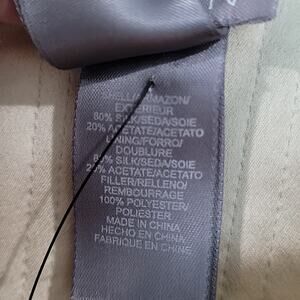 SHELL/ARMAZON/
EXTERIEUR
80% SILK/SEDA/SOIE
20% ACETATE/ACETATO
LINING/FORRO/
DOUBLURE
80% SILK/SEDA/SOIE
20% ACETATE/ACETATO
FILLER/RELLENO/
REMBOURRAGE
100% POLYESTER/
POLIESTER
MADE IN CHINA
HECHO EN CHINA
FABRIQUE EN CHINE